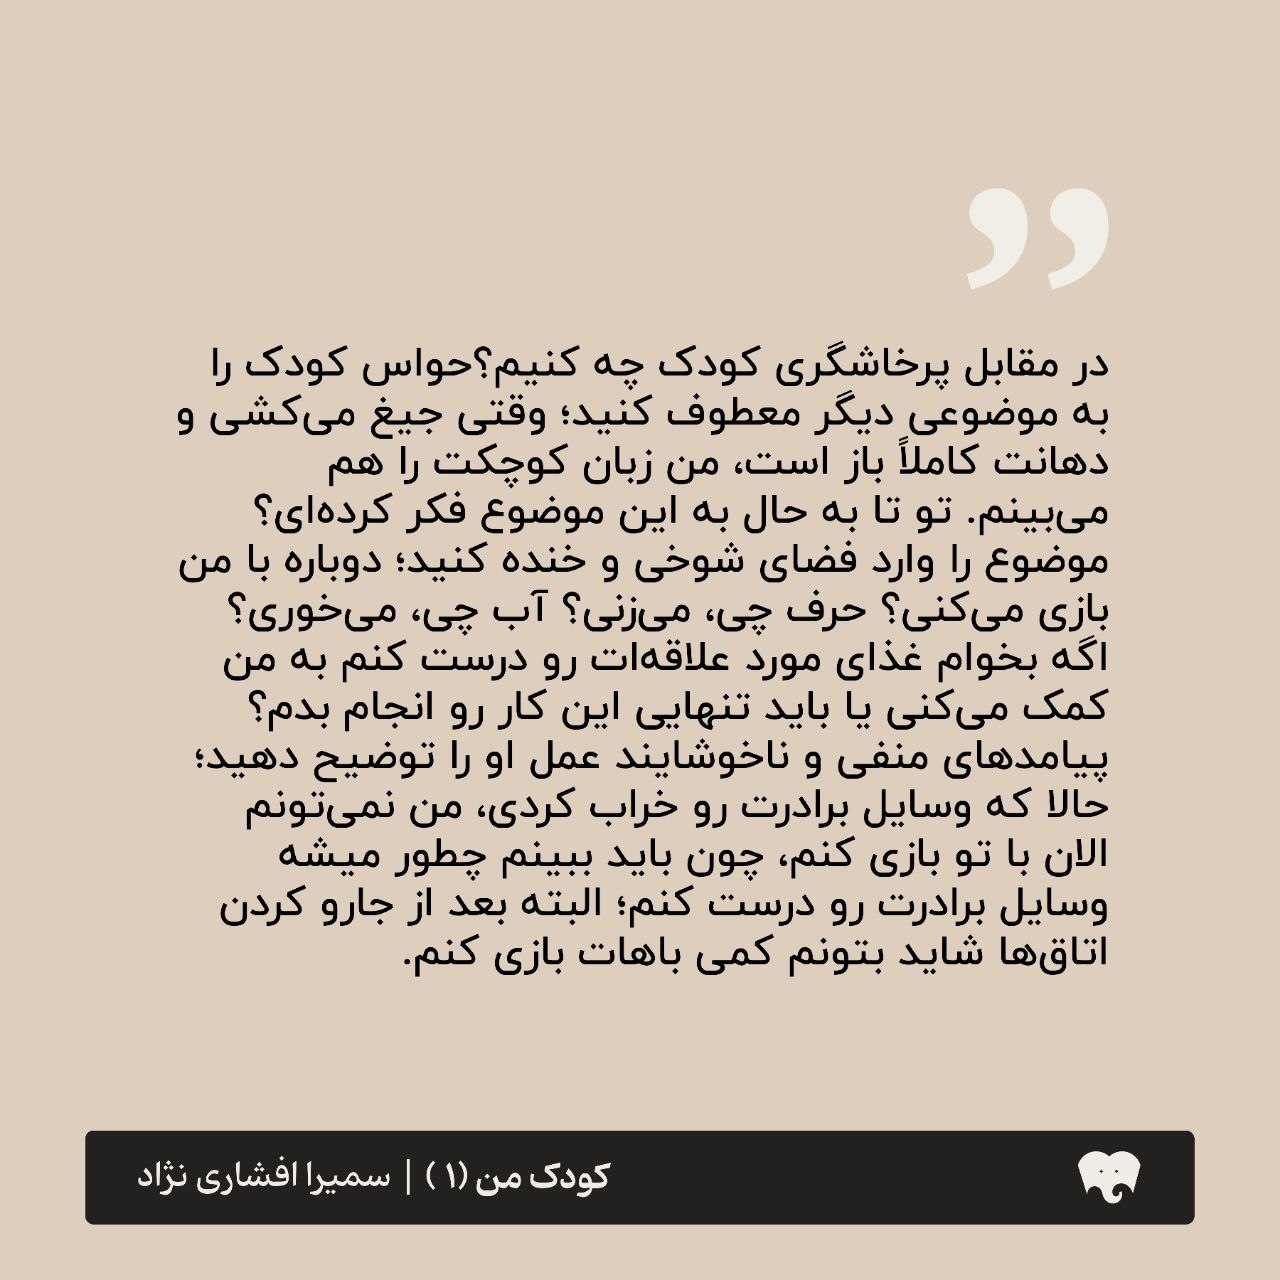 ”
در مقابل پرخاشگری کودک چه کنیم؟حواس کودک را
به موضوعی دیگر معطوف کنید؛ وقتی جیغ می‌کشی و
دهانت کاملاً باز است، من زبان کوچکت را هم
می‌بینم. تو تا به حال به این موضوع فکر کرده‌ای؟
موضوع را وارد فضای شوخی و خنده کنید؛ دوباره با من
بازی می‌کنی؟ حرف چی، می‌زنی؟ آب چی، می‌خوری؟
اگه بخوام غذای مورد علاقه‌ات رو درست کنم به من
کمک می‌کنی یا باید تنهایی این کار رو انجام بدم؟
پیامدهای منفی و ناخوشایند عمل او را توضیح دهید؛
حالا که وسایل برادرت رو خراب کردی، من نمی‌تونم
الان با تو بازی کنم، چون باید ببینم چطور میشه
وسایل برادرت رو درست کنم؛ البته بعد از جارو کردن
اتاق‌ها شاید بتونم کمی باهات بازی کنم.
کودک من (۱) | سمیرا افشاری نژاد